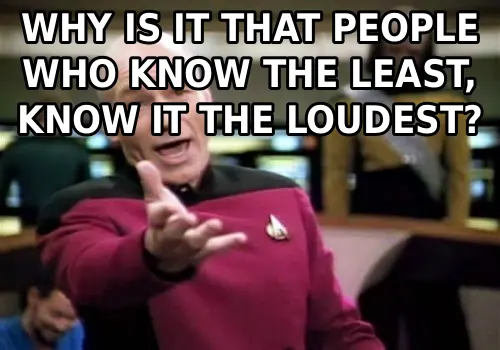 WHY IS IT THAT PEOPLE
WHO KNOW THE LEAST,
KNOW IT THE LOUDEST?